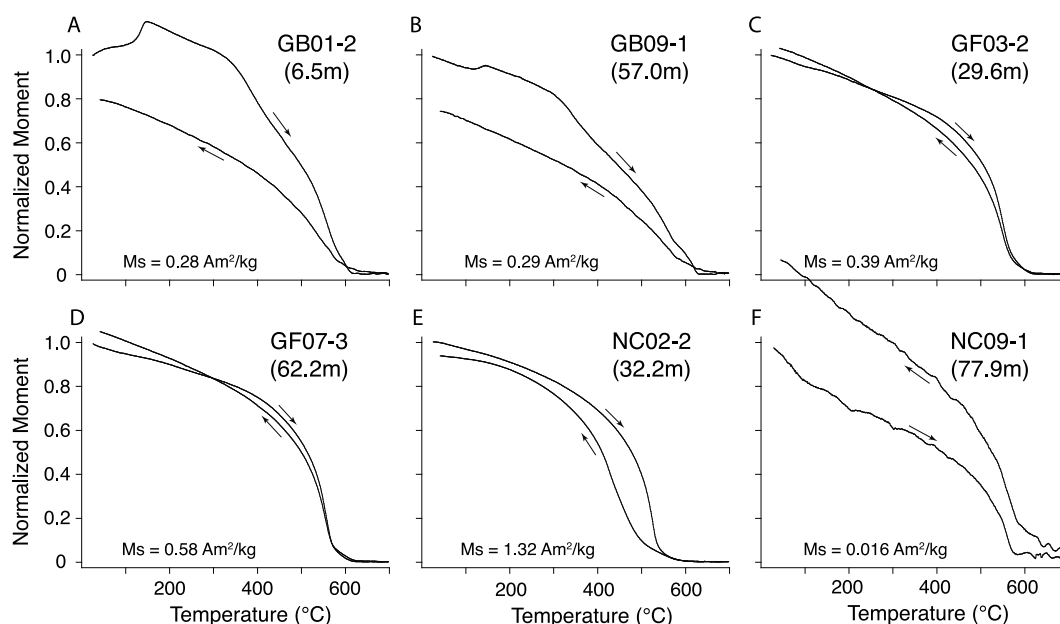 A
GB01-2
(6.5m)
B
GB09-1
(57.0m)
C
GF03-2
(29.6m)
Normalized Moment
1.0
0.8
0.6
0.4
0.2
0
Ms = 0.28 Am²/kg
Ms = 0.29 Am²/kg
Ms = 0.39 Am²/kg
D
GF07-3
(62.2m)
E
NC02-2
(32.2m)
F
NC09-1
(77.9m)
Normalized Moment
1.0
0.8
0.6
0.4
0.2
0
Ms = 0.58 Am²/kg
Ms = 1.32 Am²/kg
Ms = 0.016 Am²/kg
200 400 600
200 400 600
200 400 600
Temperature (°C)
Temperature (°C)
Temperature (°C)